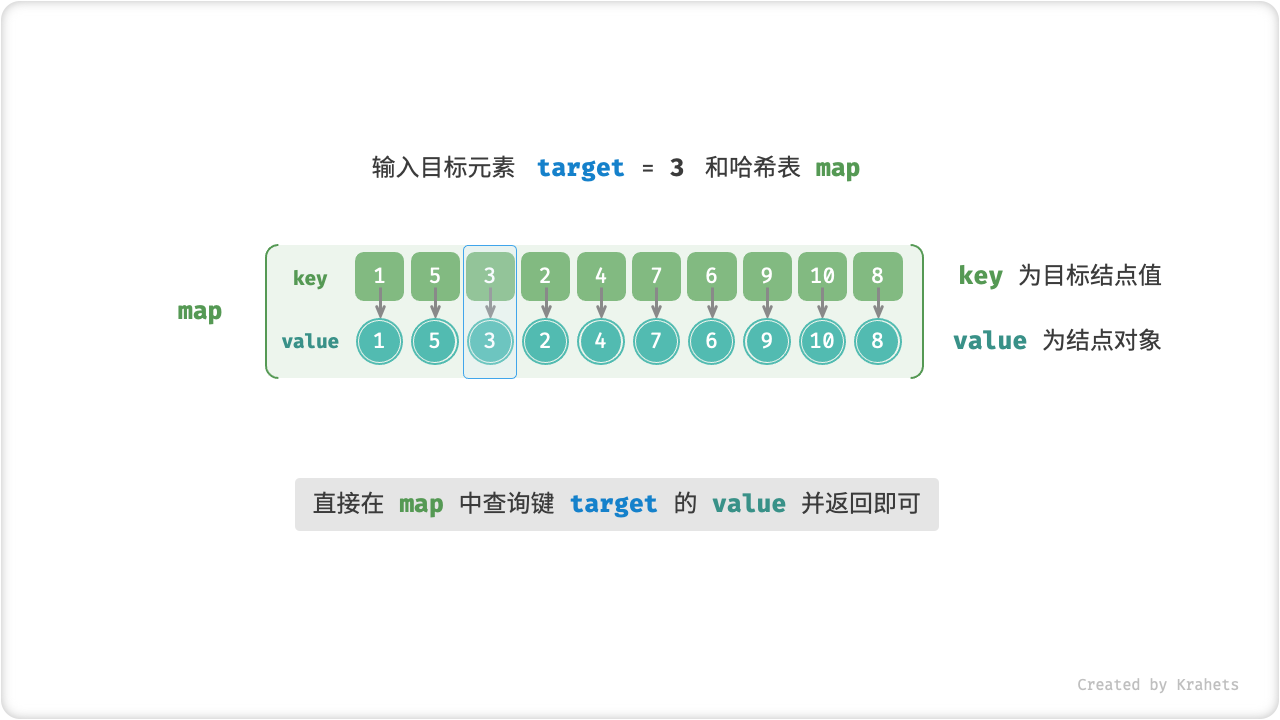 输入目标元素 target = 3 和哈希表 map
key 1 5 3 2 4 7 6 9 10 8 key 为目标结点值
map
value 1 5 3 2 4 7 6 9 10 8 value 为结点对象
直接在 map 中查询键 target 的 value 并返回即可
Created by Krahets